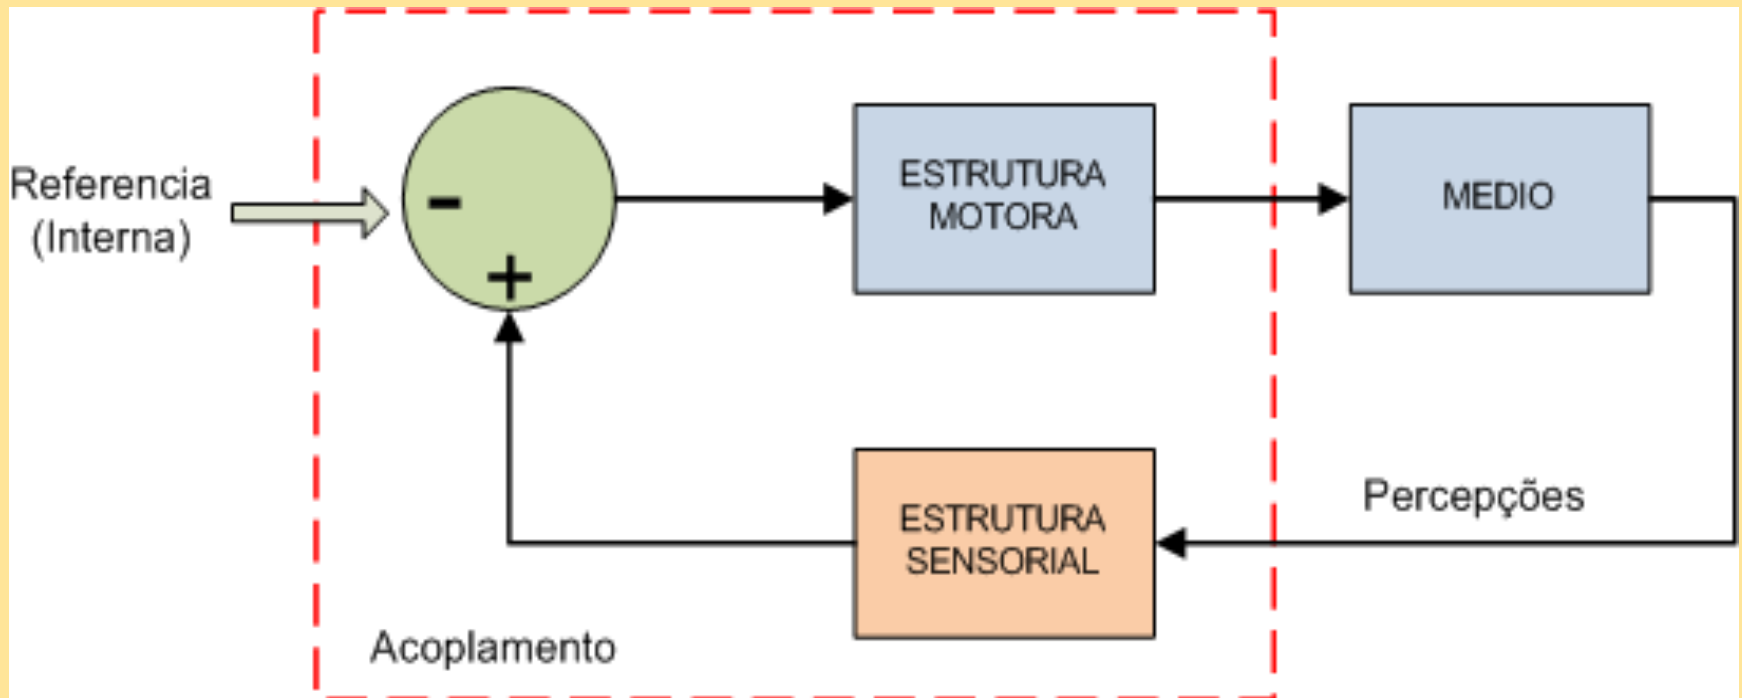 Referencia
(Interna)
-
+
ESTRUTURA
MOTORA
MEDIO
ESTRUTURA
SENSORIAL
Percepções
Acoplamento